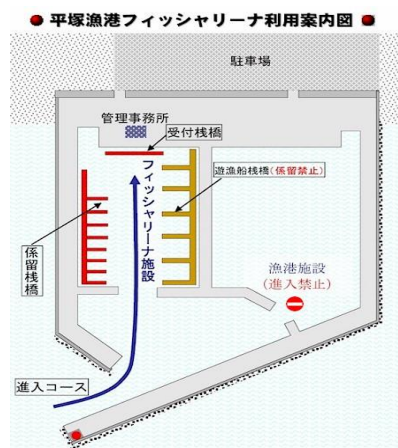 平塚漁港フィッシャリーナ利用案内図
駐車場
管理事務所
受付桟橋
遊漁船桟橋(係留禁止)
フィッシャリーナ施設
係留桟橋
漁港施設
(進入禁止)
進入コース